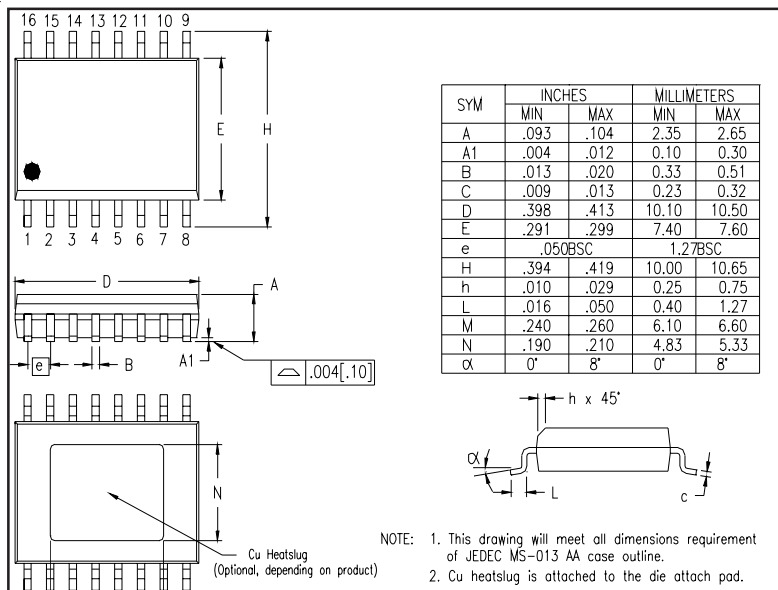 16 15 14 13 12 11 10 9
E
H
1 2 3 4 5 6 7 8
D
A
e
B
A1
.004[.10]
N
Cu Heatslug
(Optional, depending on product)
SYM INCHES MILLIMETERS
MIN MAX MIN MAX
A .093 .104 2.35 2.65
A1 .004 .012 0.10 0.30
B .013 .020 0.33 0.51
C .009 .013 0.23 0.32
D .398 .413 10.10 10.50
E .291 .299 7.40 7.60
e .050BSC 1.27BSC
H .394 .419 10.00 10.65
h .010 .029 0.25 0.75
L .016 .050 0.40 1.27
M .240 .260 6.10 6.60
N .190 .210 4.83 5.33
α 0° 8° 0° 8°
h x 45°
α
L
c
NOTE: 1. This drawing will meet all dimensions requirement
of JEDEC MS-013 AA case outline.
2. Cu heatslug is attached to the die attach pad.